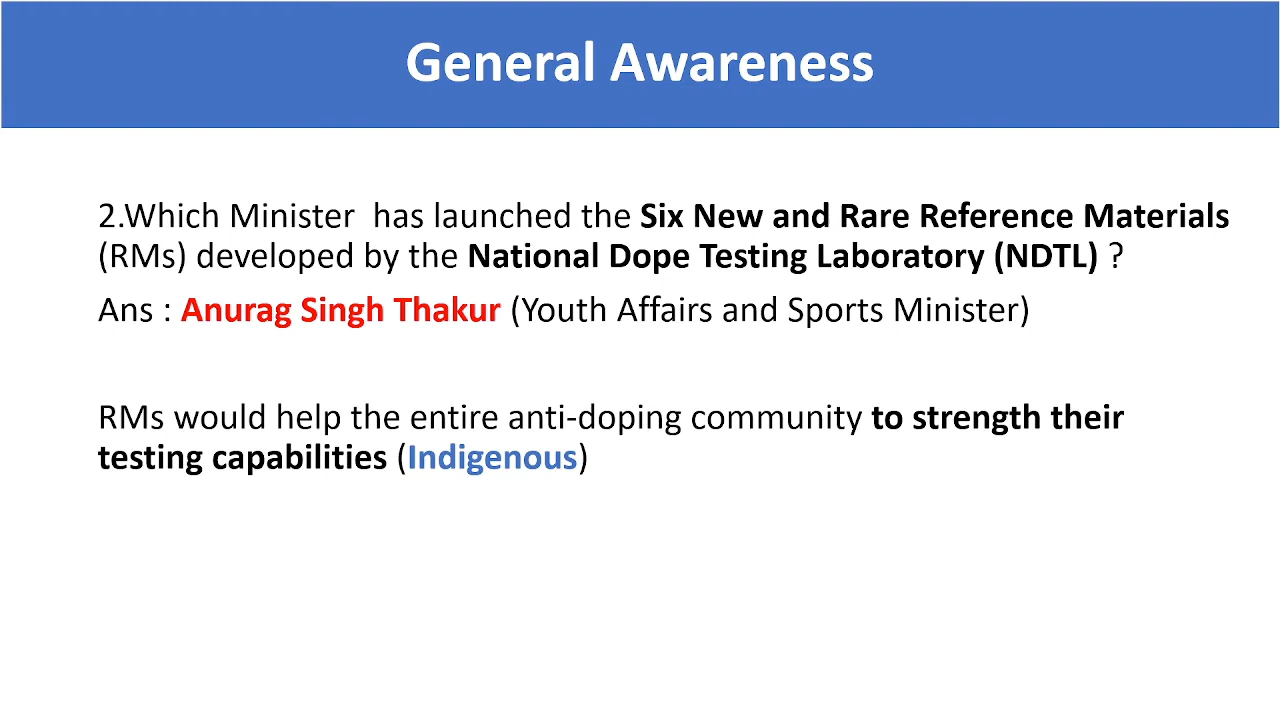 General Awareness
2.Which Minister  has launched the Six New and Rare Reference Materials
(RMs) developed by the National Dope Testing Laboratory (NDTL) ?
Ans : Anurag Singh Thakur (Youth Affairs and Sports Minister)
RMs would help the entire anti-doping community to strength their
testing capabilities (Indigenous)